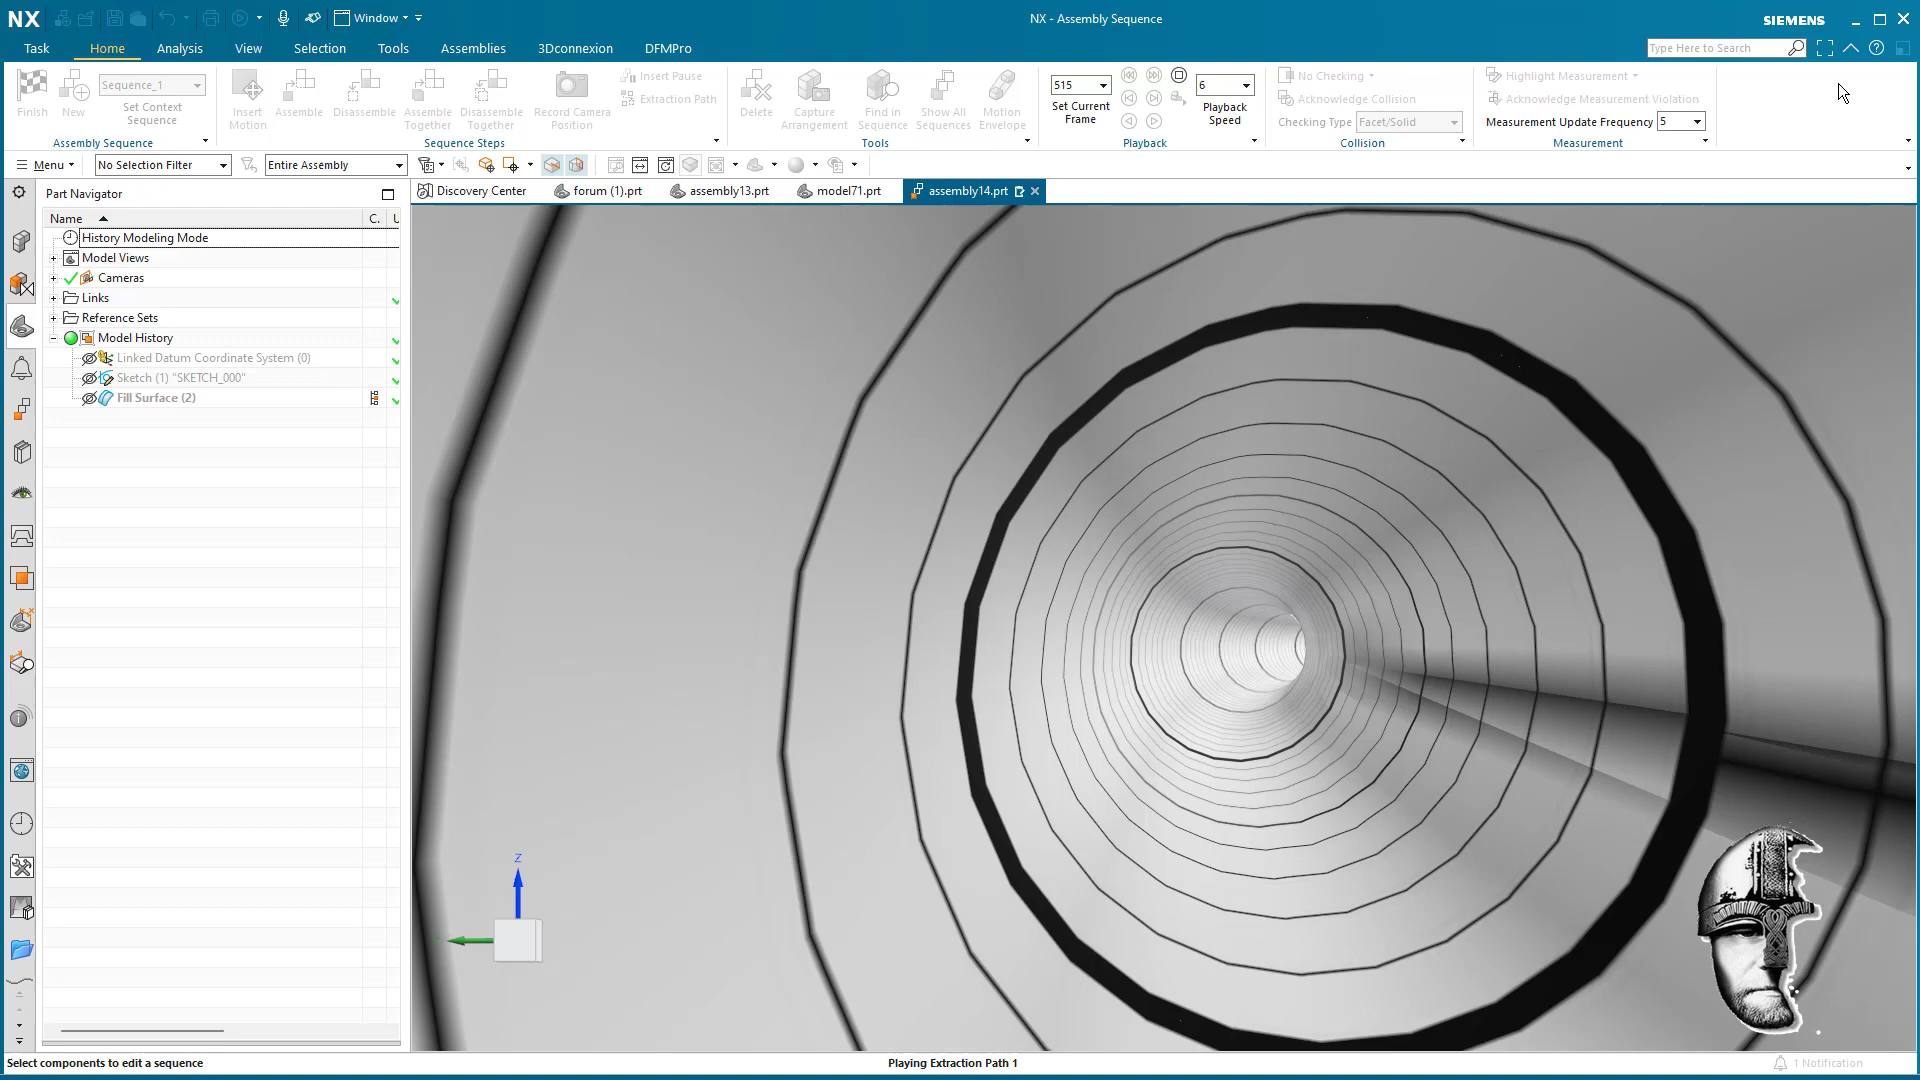 NX
Window
NX - Assembly Sequence
SIEMENS
Task
Home
Analysis
View
Selection
Tools
Assemblies
3Dconnexion
DFMPro
Type Here to Search
Finish
New
Sequence_1
Set Context
Sequence
Assembly Sequence
Insert
Motion
Assemble
Disassemble
Assemble
Together
Disassemble
Together
Record Camera
Position
Insert Pause
Extraction Path
Sequence Steps
Delete
Capture
Arrangement
Find in
Sequence
Show All
Sequences
Motion
Envelope
Tools
515
Set Current
Frame
6
Playback
Speed
Playback
No Checking
Acknowledge Collision
Checking Type
Facet/Solid
Collision
Highlight Measurement
Acknowledge Measurement Violation
Measurement Update Frequency
5
Measurement
Menu
No Selection Filter
Entire Assembly
Part Navigator
Discovery Center
forum (1).prt
assembly13.prt
model71.prt
assembly14.prt
Name
C.
U
History Modeling Mode
Model Views
Cameras
Links
Reference Sets
Model History
Linked Datum Coordinate System (0)
Sketch (1) "SKETCH_000"
Fill Surface (2)
Z
Select components to edit a sequence
Playing Extraction Path 1
1 Notification